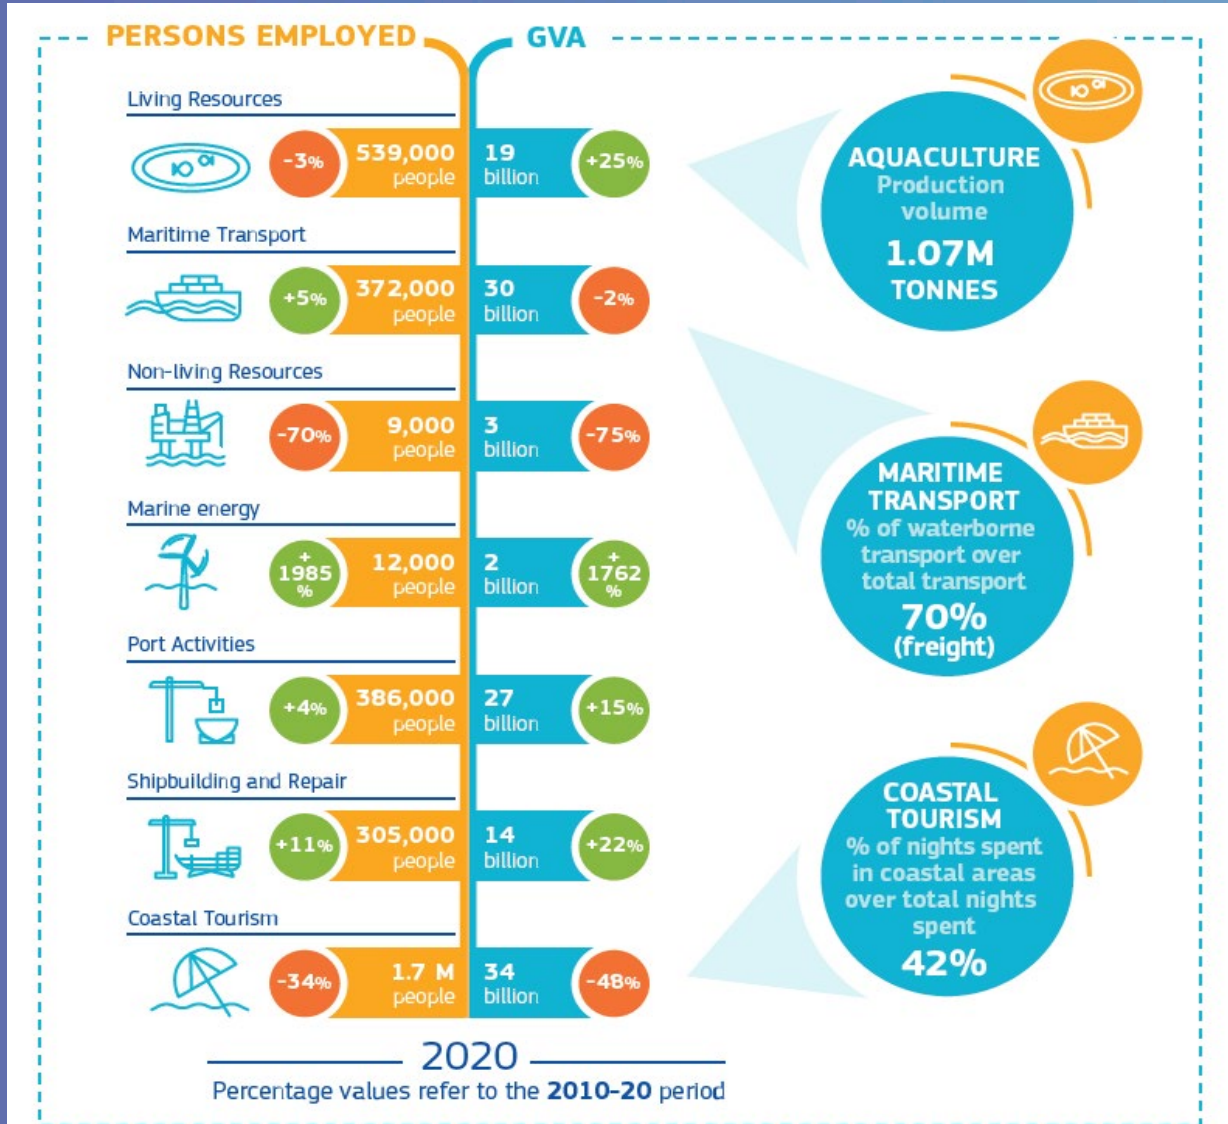 PERSONS EMPLOYED
GVA
Living Resources
-3%
539,000
people
19
billion
+25%
Maritime Transport
+5%
372,000
people
30
billion
-2%
Non-living Resources
-70%
9,000
people
3
billion
-75%
Marine energy
+
1985
%
12,000
people
2
billion
+
1762
%
Port Activities
+4%
386,000
people
27
billion
+15%
Shipbuilding and Repair
+11%
305,000
people
14
billion
+22%
Coastal Tourism
-34%
1.7 M
people
34
billion
-48%
2020
Percentage values refer to the 2010-20 period
AQUACULTURE
Production
volume
1.07M
TONNES
MARITIME
TRANSPORT
% of waterborne
transport over
total transport
70%
(freight)
COASTAL
TOURISM
% of nights spent
in coastal areas
over total nights
spent
42%